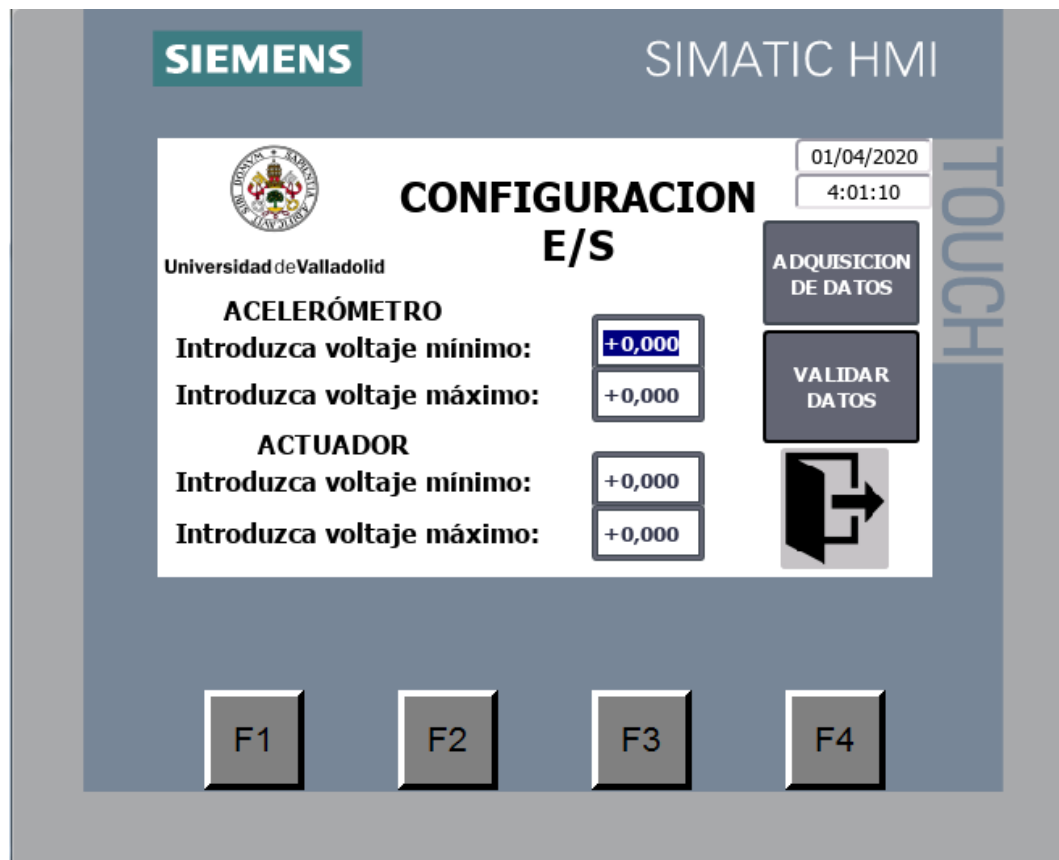 SIEMENS
SIMATIC HMI
TOUCH
01/04/2020
4:01:10
CONFIGURACION
E/S
Universidad de Valladolid
ADQUISICION
DE DATOS
ACELERÓMETRO
Introduzca voltaje mínimo:
+0,000
Introduzca voltaje máximo:
+0,000
VALIDAR
DATOS
ACTUADOR
Introduzca voltaje mínimo:
+0,000
Introduzca voltaje máximo:
+0,000
F1
F2
F3
F4